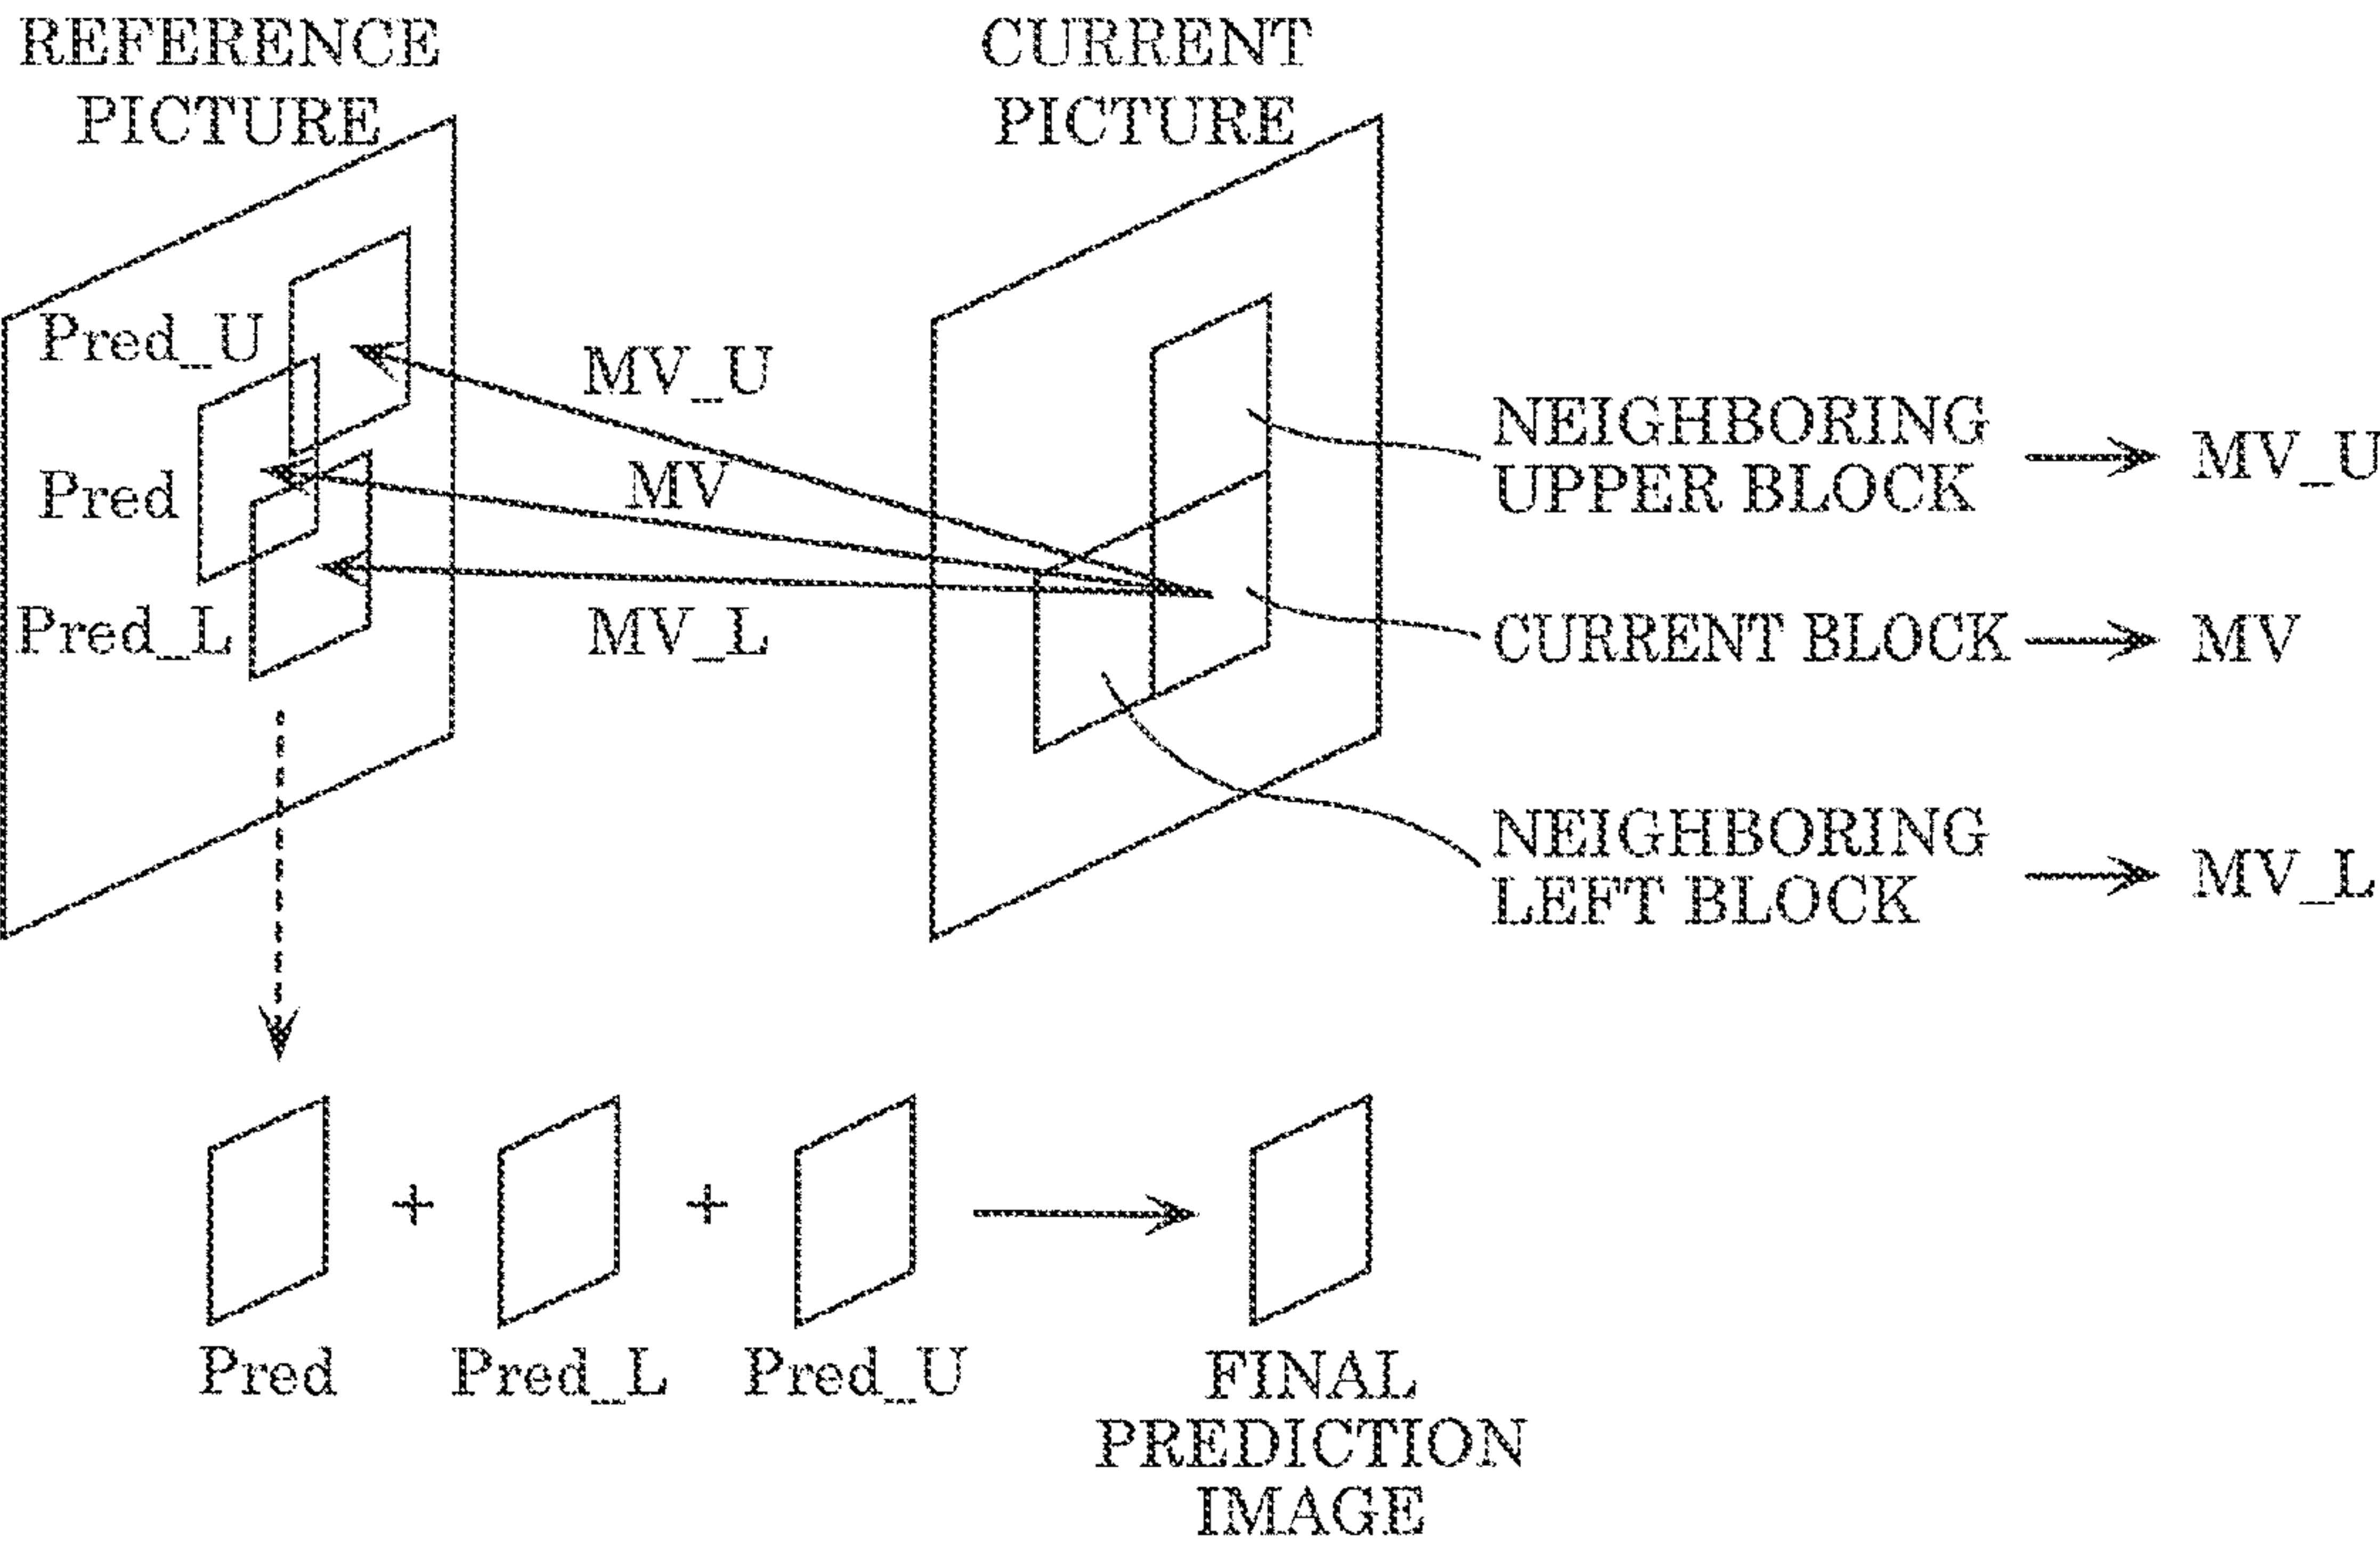 REFERENCE
PICTURE
CURRENT
PICTURE
Pred_U
MV_U
NEIGHBORING
UPPER BLOCK
MV_U
Pred
MV
CURRENT BLOCK
MV
Pred_L
MV_L
NEIGHBORING
LEFT BLOCK
MV_L
+
+
Pred
Pred_L
Pred_U
FINAL
PREDICTION
IMAGE